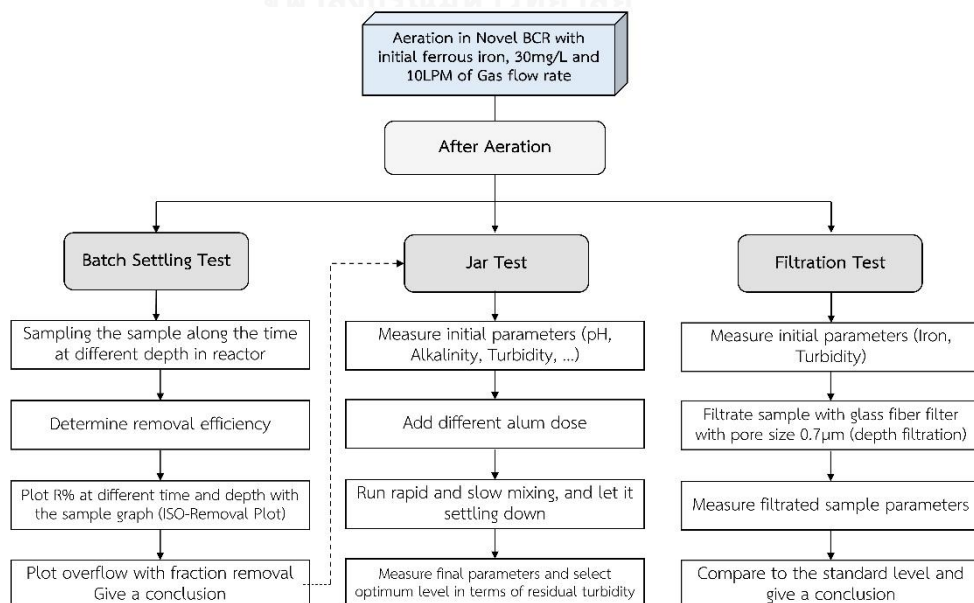 Aeration in Novel BCR with
initial ferrous iron, 30mg/L and
10LPM of Gas flow rate
After Aeration
Batch Settling Test
Sampling the sample along the time
at different depth in reactor
Determine removal efficiency
Plot R% at different time and depth with
the sample graph (ISO-Removal Plot)
Plot overflow with fraction removal
Give a conclusion
Jar Test
Measure initial parameters (pH,
Alkalinity, Turbidity, ...)
Add different alum dose
Run rapid and slow mixing, and let it
settling down
Measure final parameters and select
optimum level in terms of residual turbidity
Filtration Test
Measure initial parameters (Iron,
Turbidity)
Filtrate sample with glass fiber filter
with pore size 0.7µm (depth filtration)
Measure filtrated sample parameters
Compare to the standard level and
give a conclusion